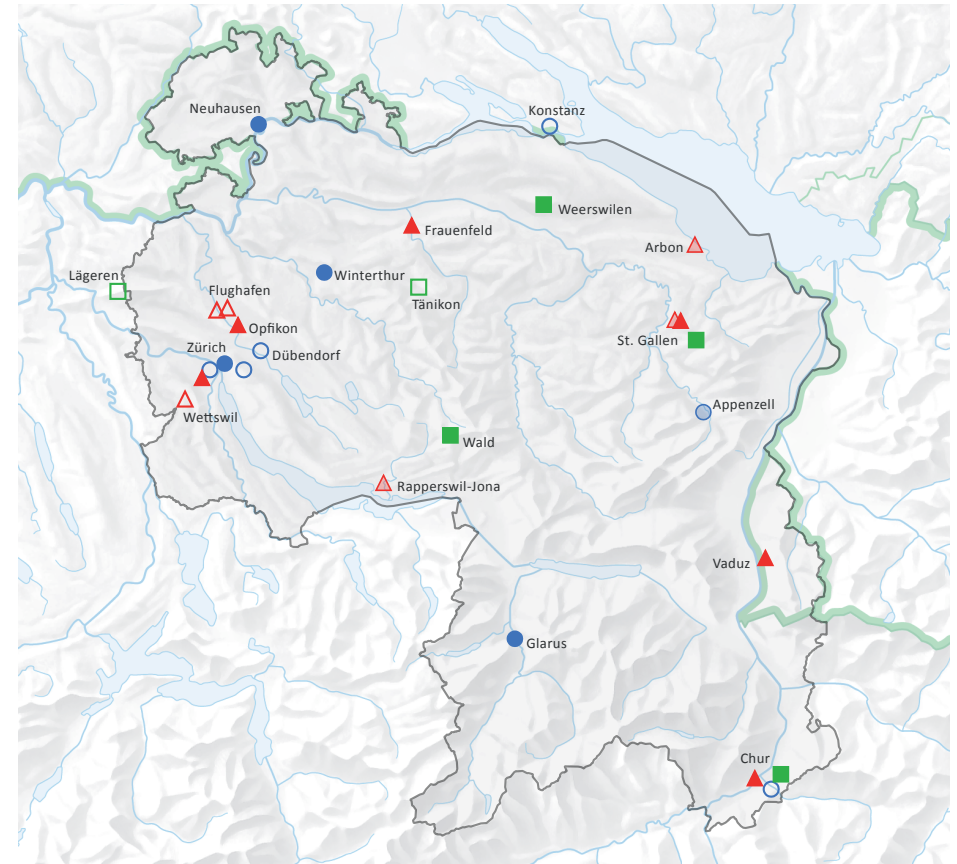 Neuhausen
Konstanz
Weerswilen
Frauenfeld
Arbon
Lägeren
Winterthur
Flughafen
Tänikon
Opfikon
St. Gallen
Zürich
Dübendorf
Appenzell
Wettswil
Wald
Rapperswil-Jona
Vaduz
Glarus
Chur